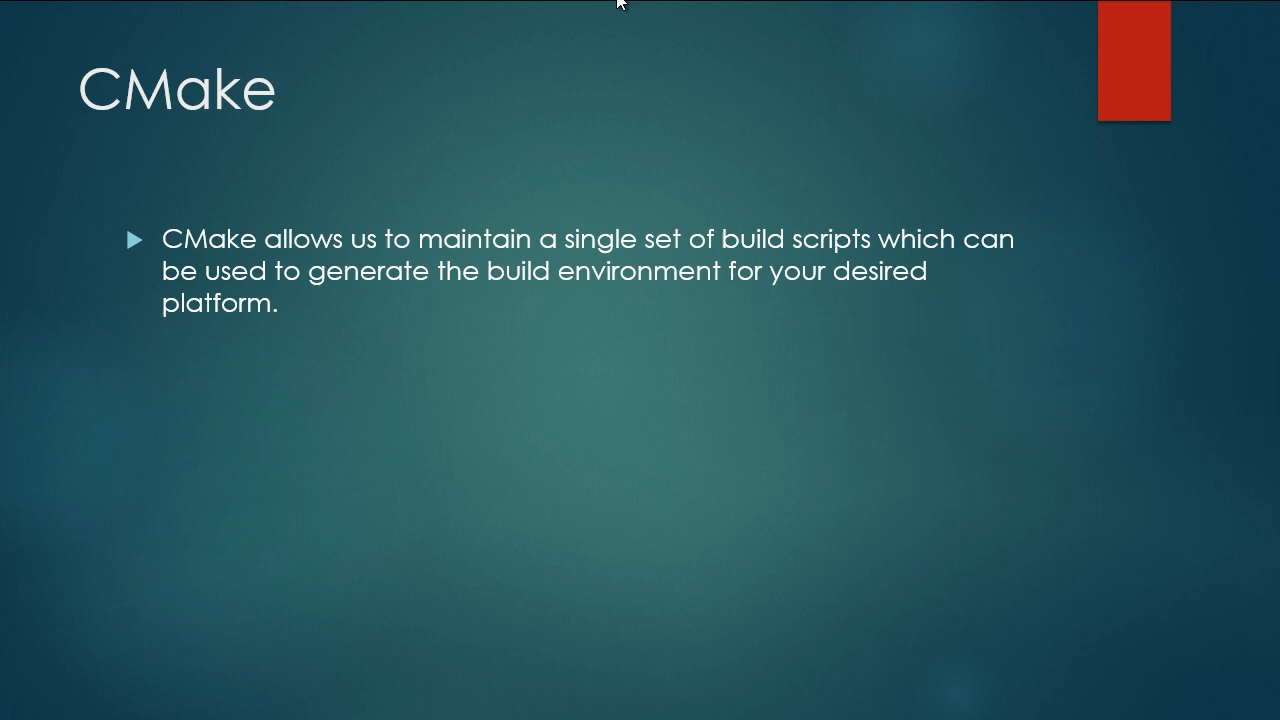 CMake
CMake allows us to maintain a single set of build scripts which can
be used to generate the build environment for your desired
platform.